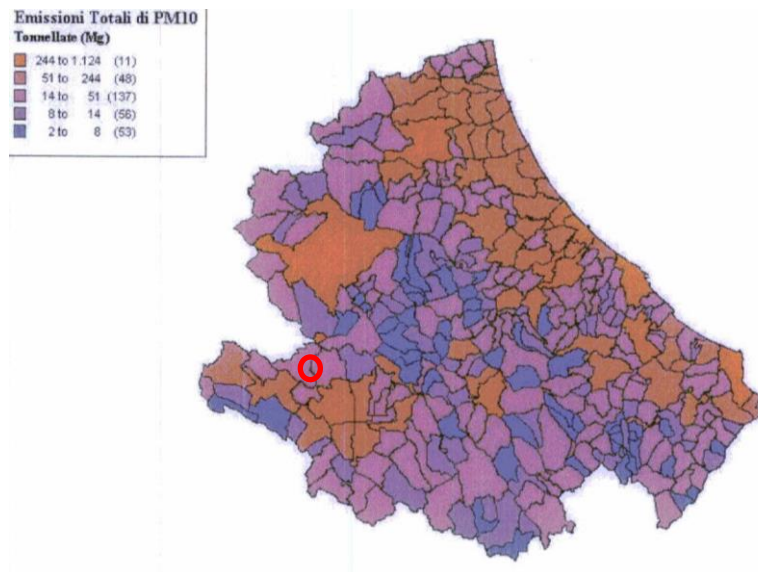 Emissioni Totali di PM10
Tonnellate (Mg)
244 to 1.124 (11)
51 to 244 (48)
14 to 51 (137)
8 to 14 (56)
2 to 8 (53)